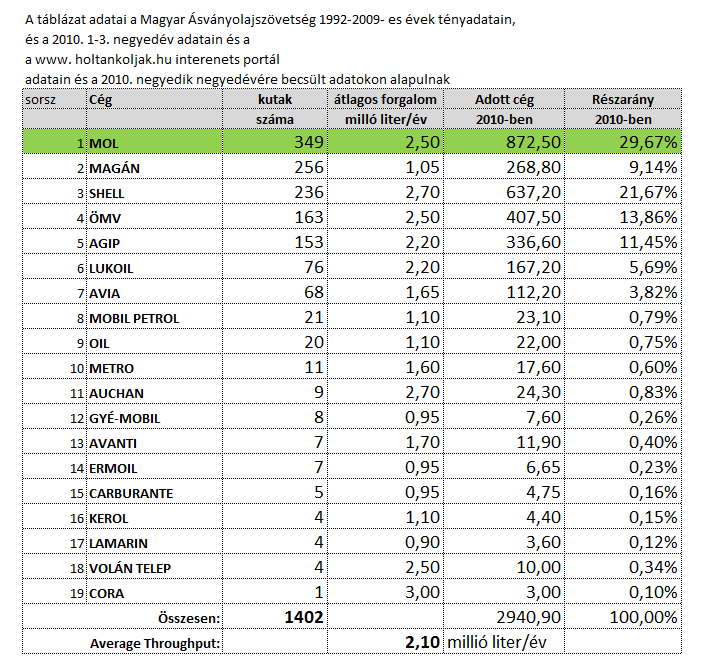 A táblázat adatai a Magyar Ásványolajszövetség 1992-2009- es évek tényadatain,
és a 2010. 1-3. negyedév adatain és a
a www. holtankoljak.hu interenets portál
adatain és a 2010. negyedik negyedévére becsült adatokon alapulnak
sorsz Cég kutak átlagos forgalom Adott cég Részarány
száma milló liter/év 2010-ben 2010-ben
1 MOL 349 2,50 872,50 29,67%
2 MAGÁN 256 1,05 268,80 9,14%
3 SHELL 236 2,70 637,20 21,67%
4 ÖMV 163 2,50 407,50 13,86%
5 AGIP 153 2,20 336,60 11,45%
6 LUKOIL 76 2,20 167,20 5,69%
7 AVIA 68 1,65 112,20 3,82%
8 MOBIL PETROL 21 1,10 23,10 0,79%
9 OIL 20 1,10 22,00 0,75%
10 METRO 11 1,60 17,60 0,60%
11 AUCHAN 9 2,70 24,30 0,83%
12 GYÉ-MOBIL 8 0,95 7,60 0,26%
13 AVANTI 7 1,70 11,90 0,40%
14 ERMOIL 7 0,95 6,65 0,23%
15 CARBURANTE 5 0,95 4,75 0,16%
16 KEROL 4 1,10 4,40 0,15%
17 LAMARIN 4 0,90 3,60 0,12%
18 VOLÁN TELEP 4 2,50 10,00 0,34%
19 CORA 1 3,00 3,00 0,10%
Összesen: 1402 2940,90 100,00%
Average Throughput: 2,10 millió liter/év